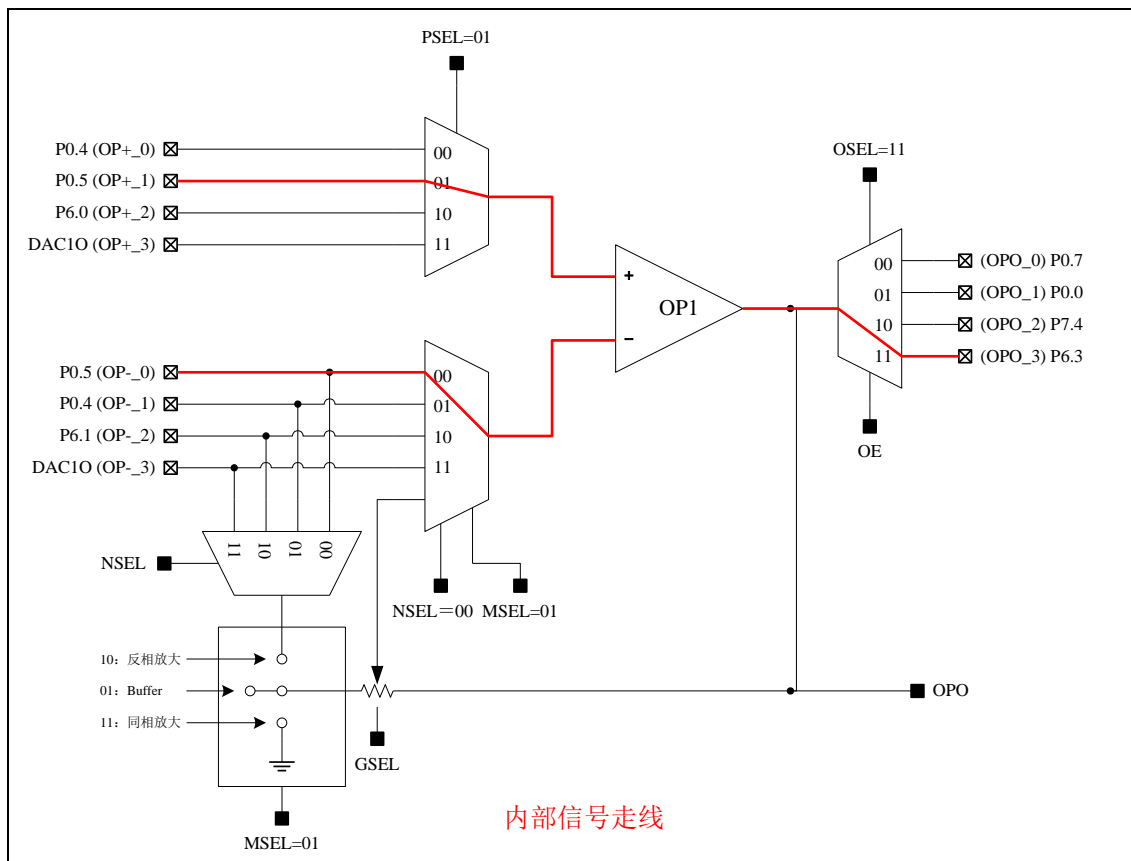 PSEL=01
P0.4 (OP+_0)
P0.5 (OP+_1)
P6.0 (OP+_2)
DAC1O (OP+_3)
00
01
10
11
OSEL=11
00
01
10
11
(OPO_0) P0.7
(OPO_1) P0.0
(OPO_2) P7.4
(OPO_3) P6.3
OE
+
−
OP1
P0.5 (OP-_0)
P0.4 (OP-_1)
P6.1 (OP-_2)
DAC1O (OP-_3)
00
01
10
11
11
10
01
00
NSEL
NSEL＝00
MSEL=01
10：反相放大
01：Buffer
11：同相放大
GSEL
OPO
MSEL=01
内部信号走线